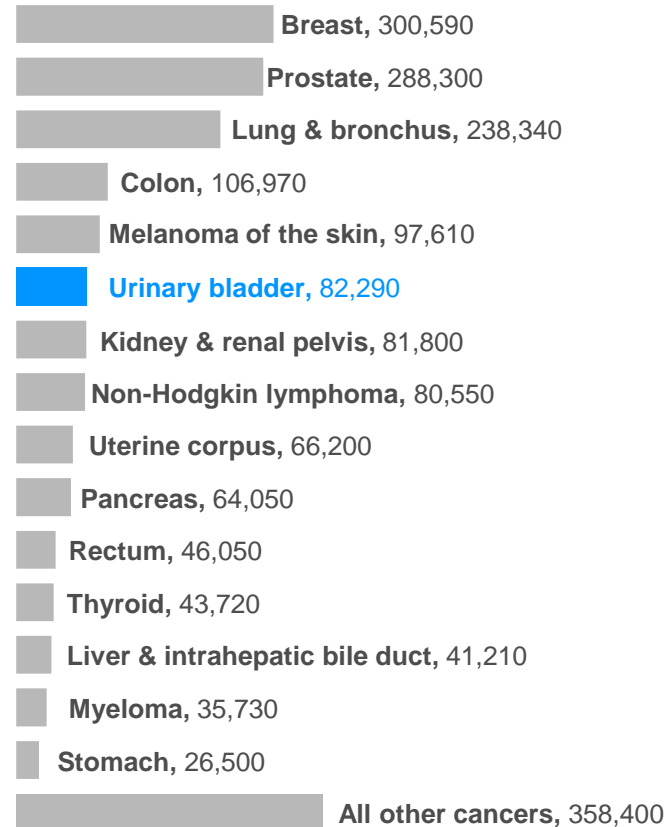 Breast, 300,590
Prostate, 288,300
Lung & bronchus, 238,340
Colon, 106,970
Melanoma of the skin, 97,610
Urinary bladder, 82,290
Kidney & renal pelvis, 81,800
Non-Hodgkin lymphoma, 80,550
Uterine corpus, 66,200
Pancreas, 64,050
Rectum, 46,050
Thyroid, 43,720
Liver & intrahepatic bile duct, 41,210
Myeloma, 35,730
Stomach, 26,500
All other cancers, 358,400